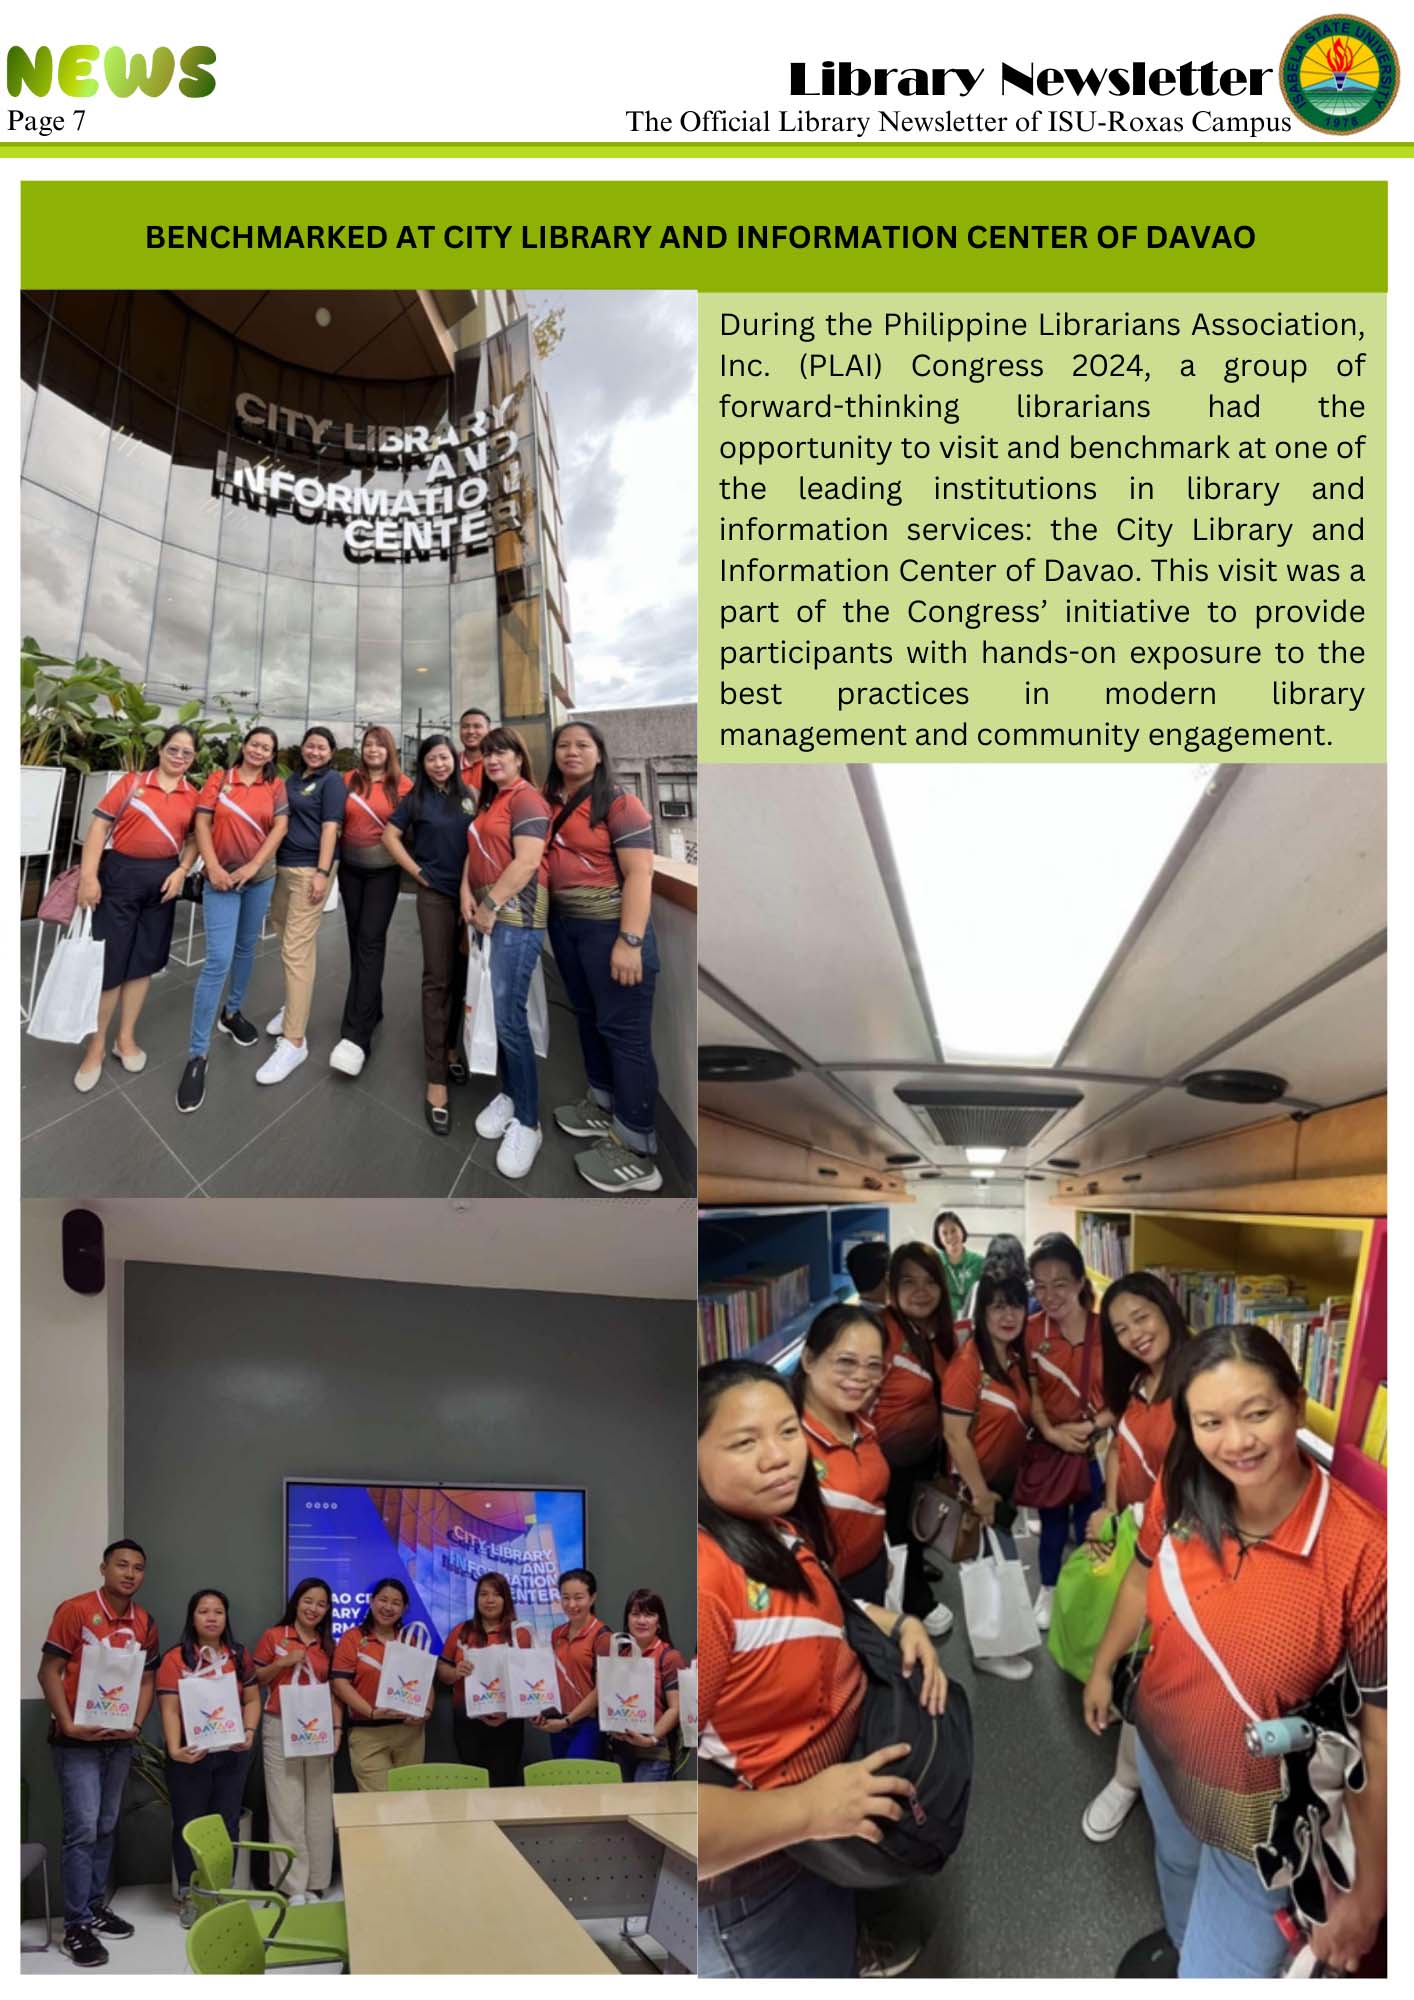 NEWS
Page 7
Library Newsletter
The Official Library Newsletter of ISU-Roxas Campus
ISABELA STATE UNIVERSITY
1978
BENCHMARKED AT CITY LIBRARY AND INFORMATION CENTER OF DAVAO
During the Philippine Librarians Association,
Inc. (PLAI) Congress 2024, a group of
forward-thinking librarians had the
opportunity to visit and benchmark at one of
the leading institutions in library and
information services: the City Library and
Information Center of Davao. This visit was a
part of the Congress’ initiative to provide
participants with hands-on exposure to the
best practices in modern library
management and community engagement.
CITY LIBRARY
AND
INFORMATION
CENTER
CITY LIBRARY
AND
INFORMATION
CENTER
DAVAO
DAVAO
DAVAO
DAVAO
DAVAO
DAVAO
DAVAO